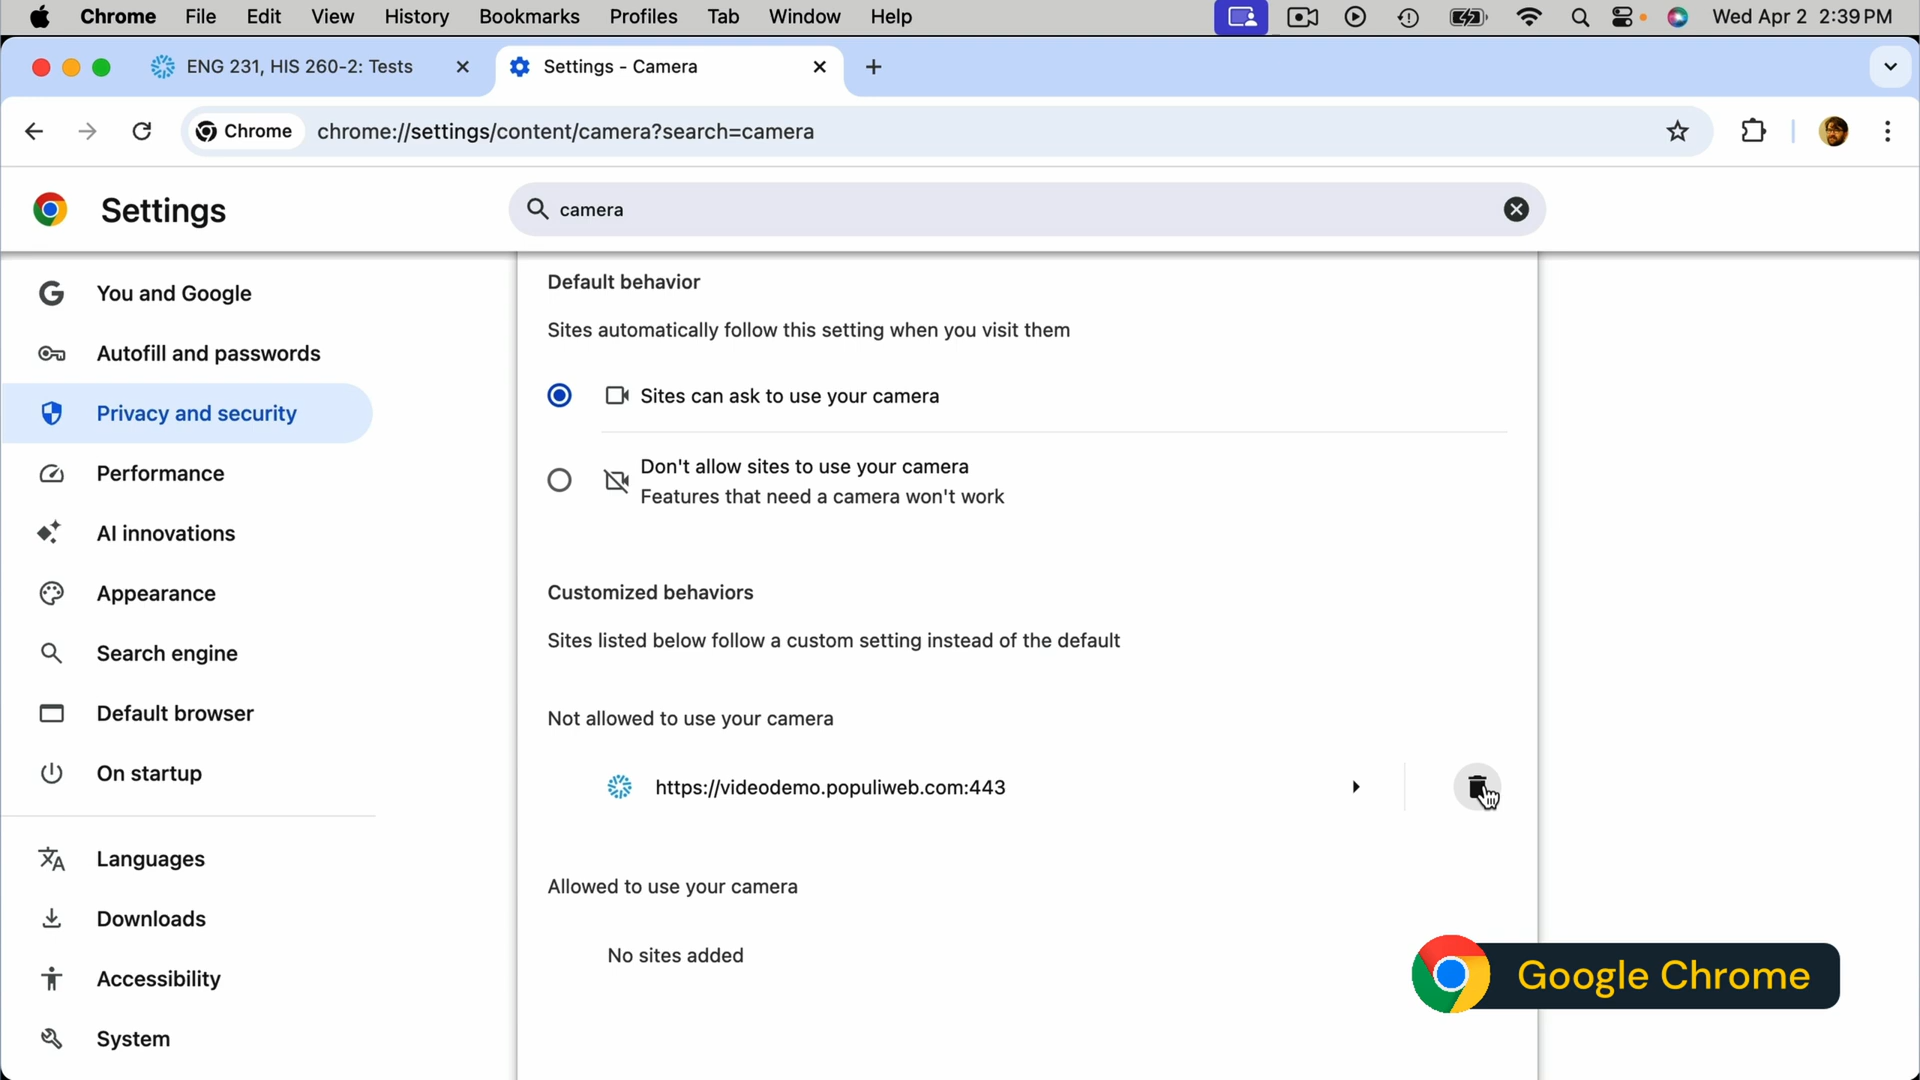 Chrome File Edit View History Bookmarks Profiles Tab Window Help Wed Apr 2 2:39 PM
ENG 231, HIS 260-2: Tests
Settings - Camera
Chrome chrome://settings/content/camera?search=camera
Settings
camera
You and Google
Autofill and passwords
Privacy and security
Performance
AI innovations
Appearance
Search engine
Default browser
On startup
Languages
Downloads
Accessibility
System
Default behavior
Sites automatically follow this setting when you visit them
Sites can ask to use your camera
Don't allow sites to use your camera
Features that need a camera won't work
Customized behaviors
Sites listed below follow a custom setting instead of the default
Not allowed to use your camera
https://videodemo.populiweb.com:443
Allowed to use your camera
No sites added
Google Chrome